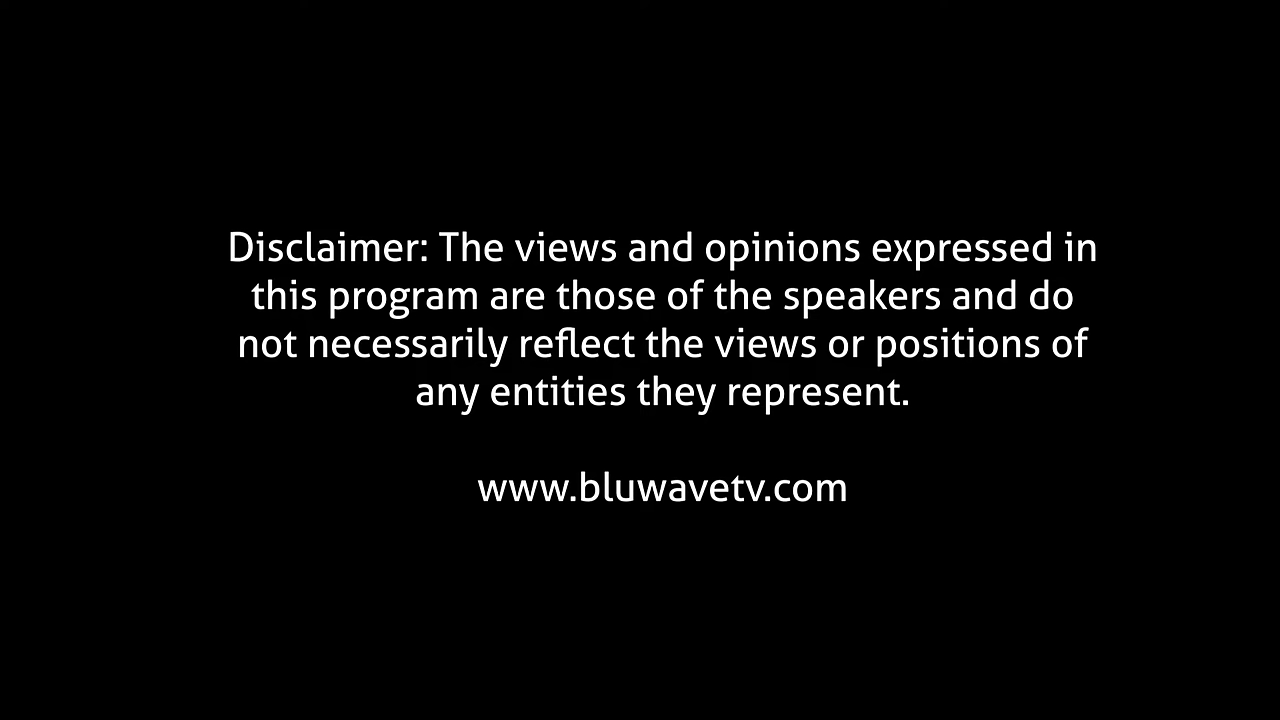 Disclaimer: The views and opinions expressed in
this program are those of the speakers and do
not necessarily reflect the views or positions of
any entities they represent.
www.bluwavetv.com